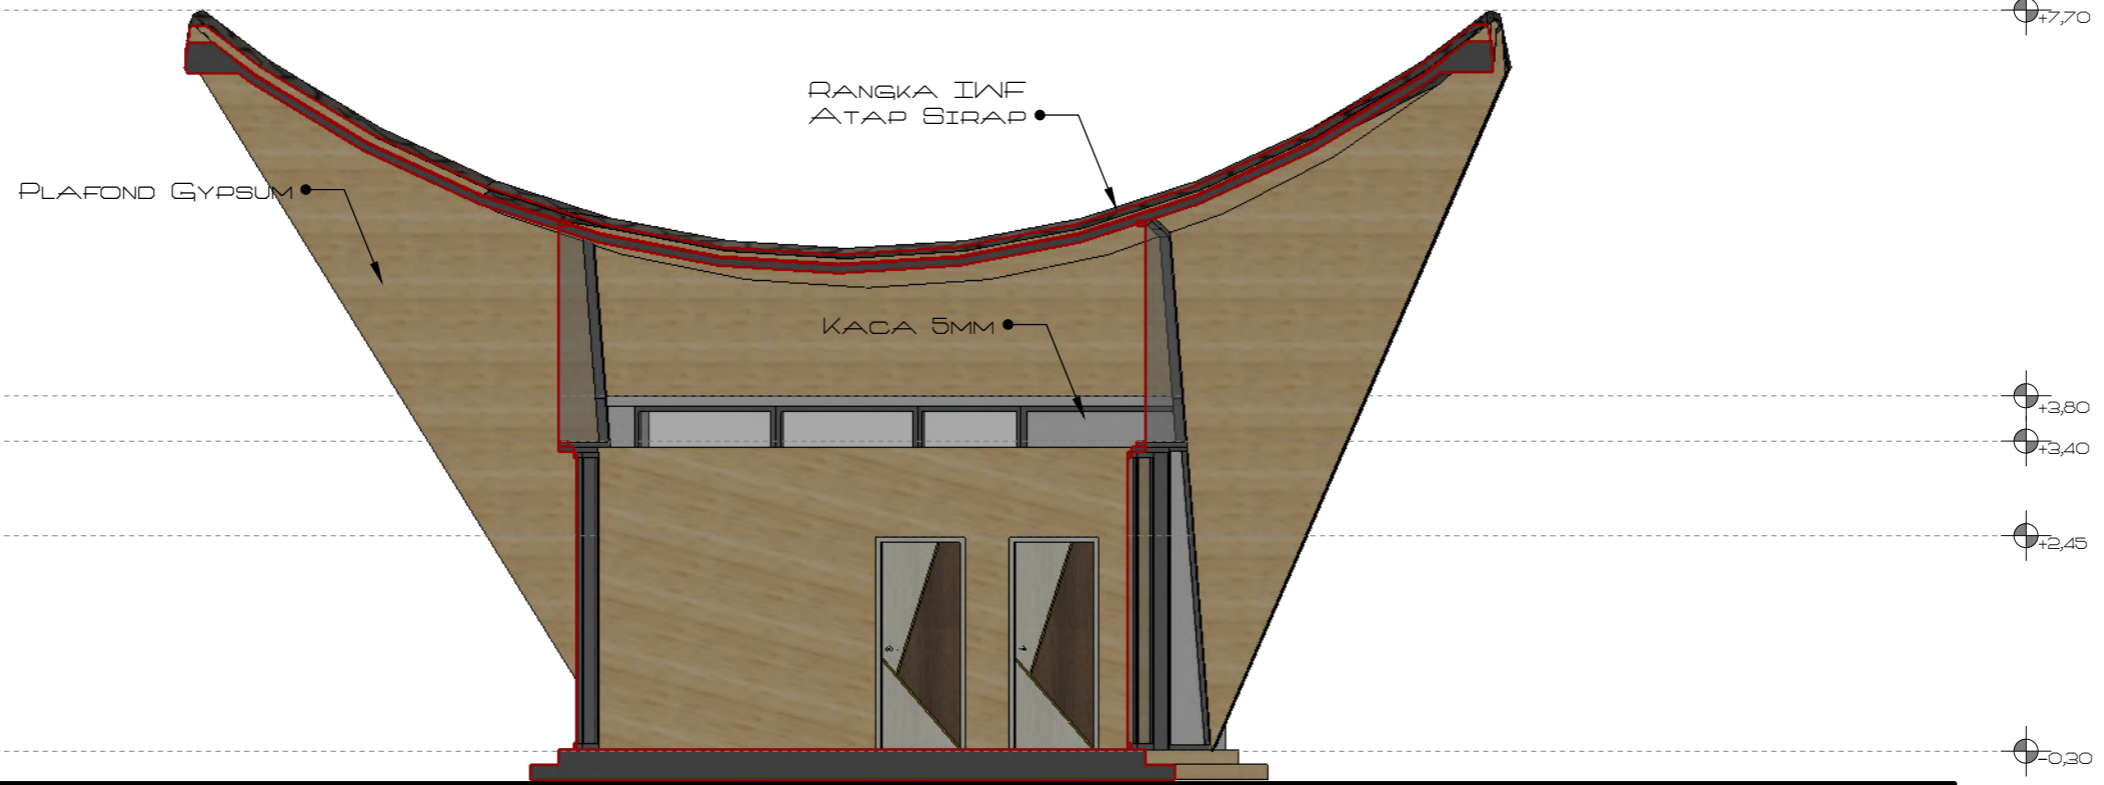 +7,70
RANGKA IWF
ATAP SIRAP
PLAFOND GYPSUM
KACA 5MM
+3,80
+3,40
+2,45
-0,30